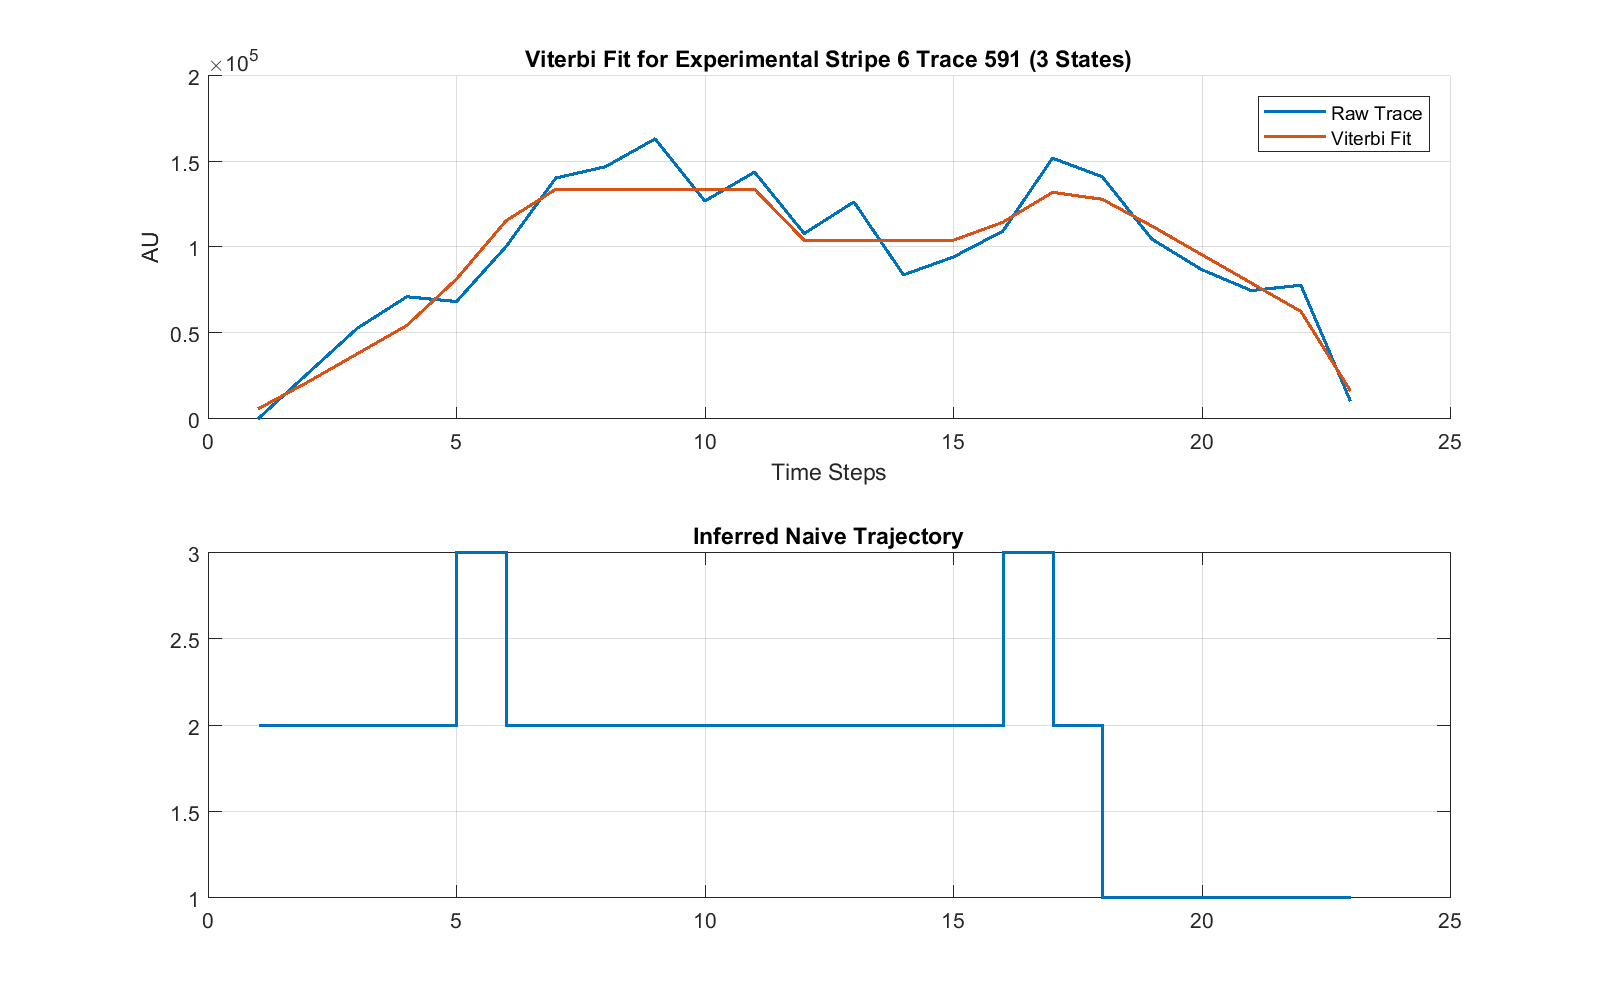 Viterbi Fit for Experimental Stripe 6 Trace 591 (3 States)
×10^5
2
1.5
1
0.5
0
AU
Raw Trace
Viterbi Fit
0 5 10 15 20 25
Time Steps
Inferred Naive Trajectory
3
2.5
2
1.5
1
0 5 10 15 20 25